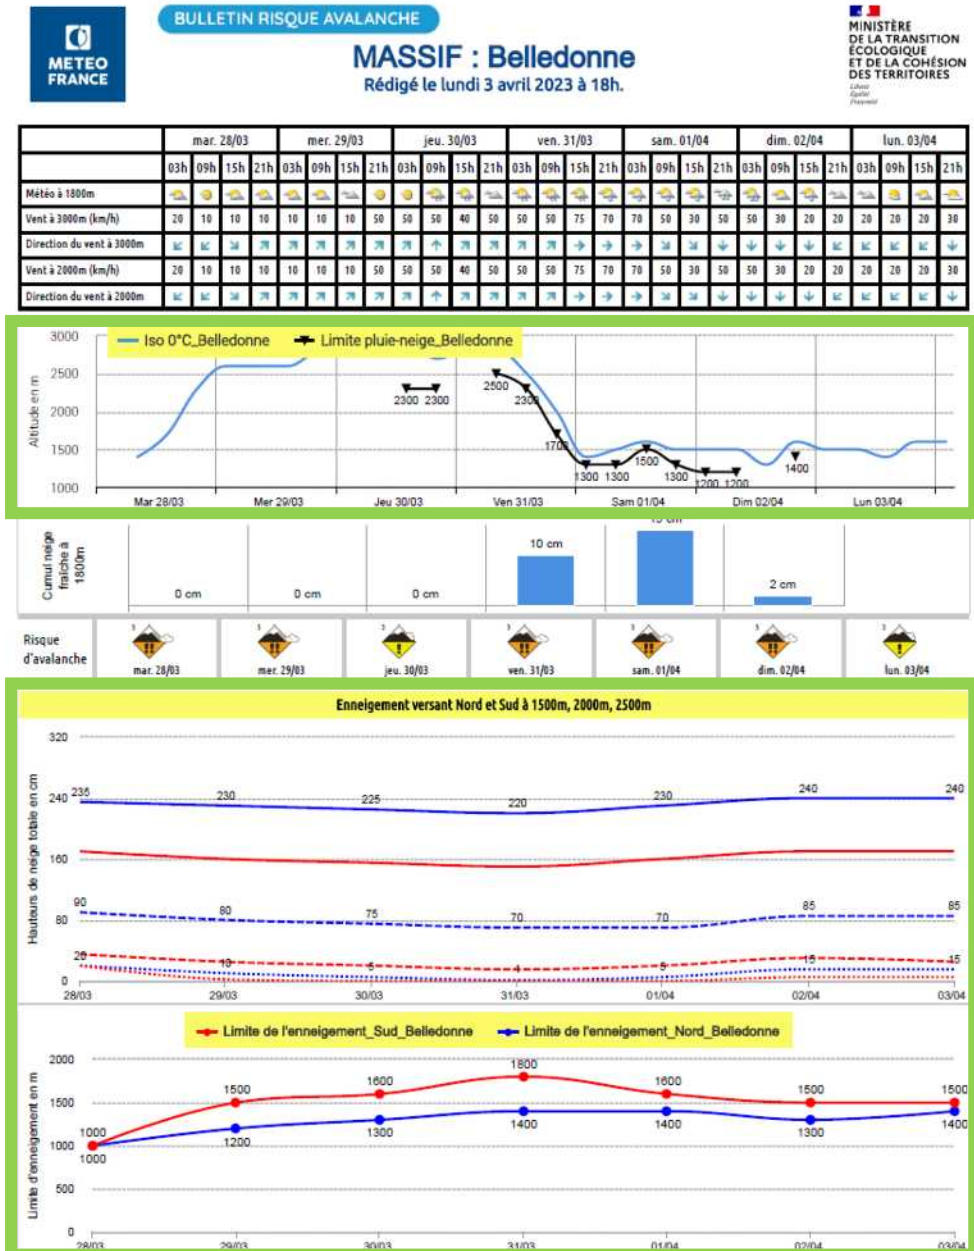 METEO
FRANCE
BULLETIN RISQUE AVALANCHE
MASSIF : Belledonne
Rédigé le lundi 3 avril 2023 à 18h.
MINISTÈRE
DE LA TRANSITION
ÉCOLOGIQUE
ET DE LA COHÉSION
DES TERRITOIRES
Liberté
Égalité
Fraternité
mar. 28/03 mer. 29/03 jeu. 30/03 ven. 31/03 sam. 01/04 dim. 02/04 lun. 03/04
03h 09h 15h 21h 03h 09h 15h 21h 03h 09h 15h 21h 03h 09h 15h 21h 03h 09h 15h 21h 03h 09h 15h 21h 03h 09h 15h 21h
Météo à 1800m
Vent à 3000m (km/h) 20 10 10 10 10 10 10 50 50 50 40 50 50 50 75 70 70 50 30 50 50 30 20 20 20 20 20 30
Direction du vent à 3000m
Vent à 2000m (km/h) 20 10 10 10 10 10 10 50 50 50 40 50 50 50 75 70 70 50 30 50 50 30 20 20 20 20 20 30
Direction du vent à 2000m
Iso 0°C_Belledonne Limite pluie-neige_Belledonne
Altitude en m
3000
2500
2000
1500
1000
2300 2300 2500 2300 1700 1300 1300 1500 1300 1200 1200 1400
Mar 28/03 Mer 29/03 Jeu 30/03 Ven 31/03 Sam 01/04 Dim 02/04 Lun 03/04
Cumul neige
fraîche à
1800m
0 cm 0 cm 0 cm 10 cm 2 cm
Risque
d'avalanche
mar. 28/03 mer. 29/03 jeu. 30/03 ven. 31/03 sam. 01/04 dim. 02/04 lun. 03/04
Enneigement versant Nord et Sud à 1500m, 2000m, 2500m
Hauteurs de neige totale en cm
320
240
160
80
0
235 230 225 220 230 240 240
90 80 75 70 70 85 85
20 10 5 4 5 15 15
28/03 29/03 30/03 31/03 01/04 02/04 03/04
Limite de l'enneigement_Sud_Belledonne Limite de l'enneigement_Nord_Belledonne
Limite d'enneigement en m
2000
1500
1000
500
0
1000 1500 1600 1800 1600 1500 1500
1000 1200 1300 1400 1400 1300 1400
28/03 29/03 30/03 31/03 01/04 02/04 03/04